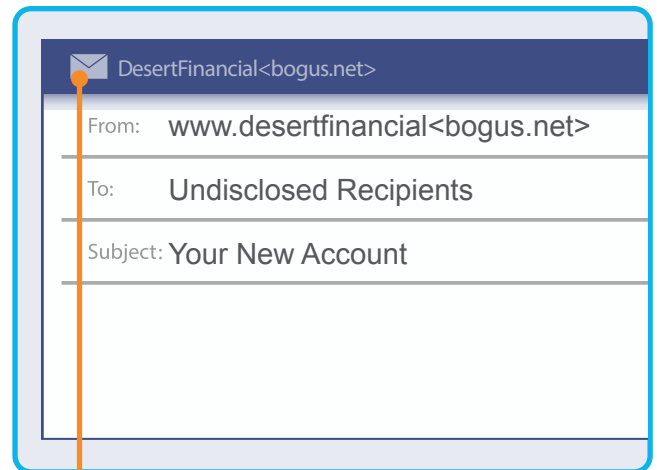 DesertFinancial<bogus.net>
From: www.desertfinancial<bogus.net>
To: Undisclosed Recipients
Subject: Your New Account